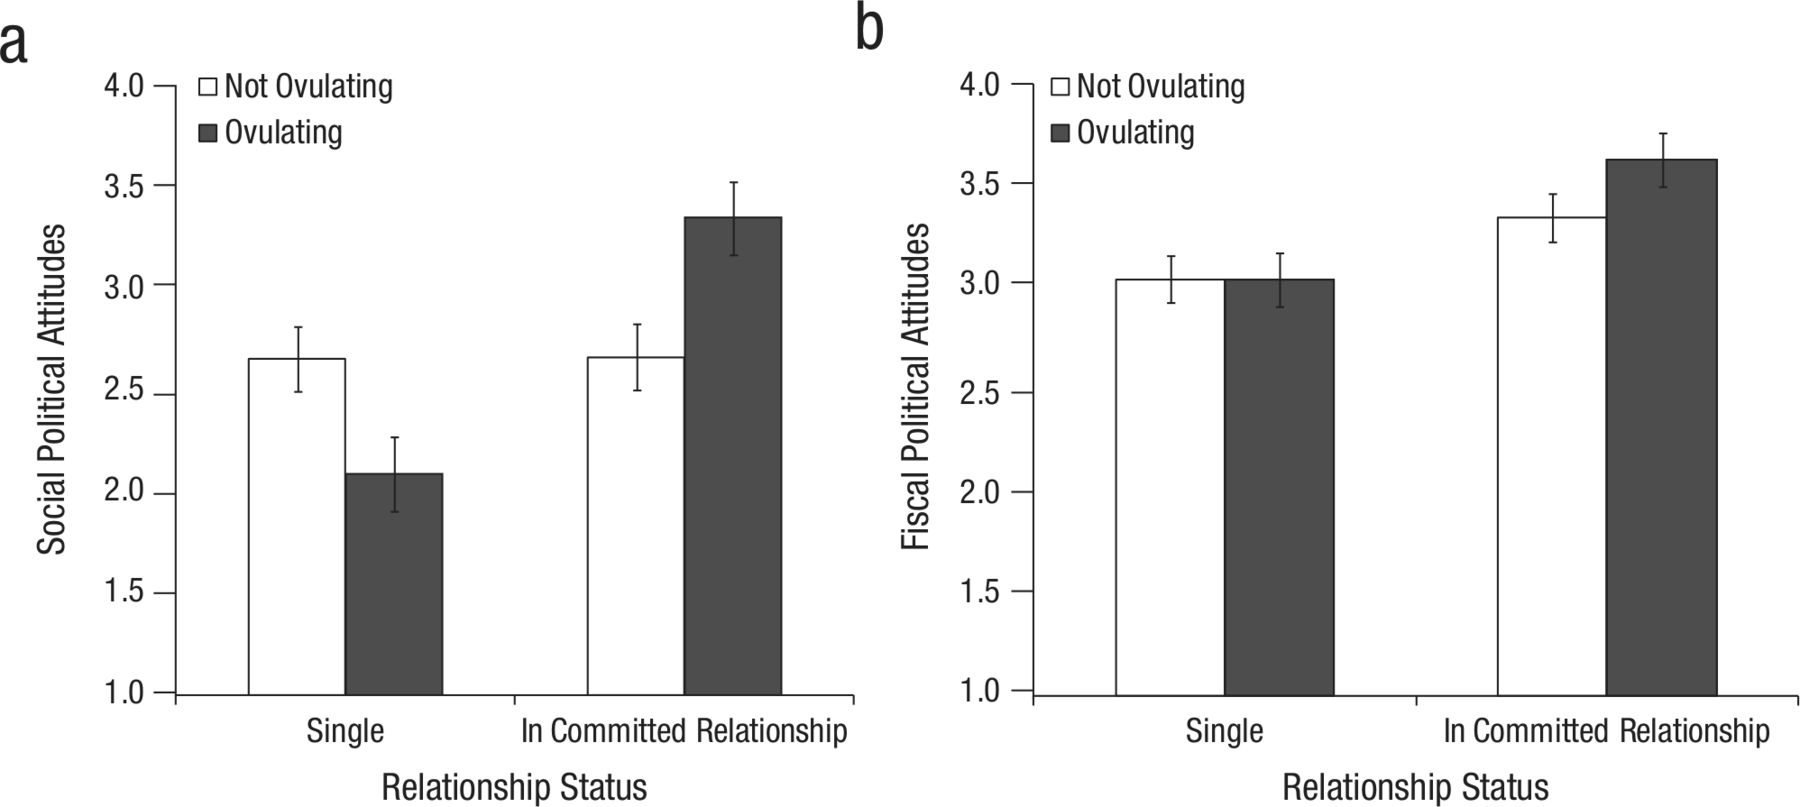 a
Social Political Attitudes
4.0
3.5
3.0
2.5
2.0
1.5
1.0
Not Ovulating
Ovulating
Single
In Committed Relationship
Relationship Status
b
Fiscal Political Attitudes
4.0
3.5
3.0
2.5
2.0
1.5
1.0
Not Ovulating
Ovulating
Single
In Committed Relationship
Relationship Status